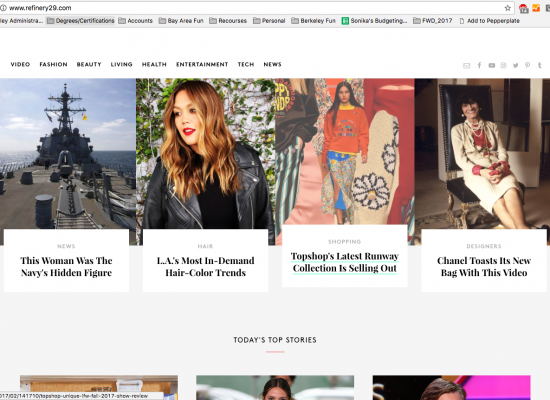 www.refinery29.com
ley Administra...
Degrees/Certifications
Accounts
Bay Area Fun
Recourses
Personal
Berkeley Fun
Sonika's Budgeting...
FWD_2017
Add to Pepperplate
VIDEO
FASHION
BEAUTY
LIVING
HEALTH
ENTERTAINMENT
TECH
NEWS
NEWS
This Woman Was The
Navy's Hidden Figure
HAIR
L.A.'s Most In-Demand
Hair-Color Trends
SHOPPING
Topshop's Latest Runway
Collection Is Selling Out
DESIGNERS
Chanel Toasts Its New
Bag With This Video
TODAY'S TOP STORIES
017/02/141710/topshop-unique-lfw-fall-2017-show-review